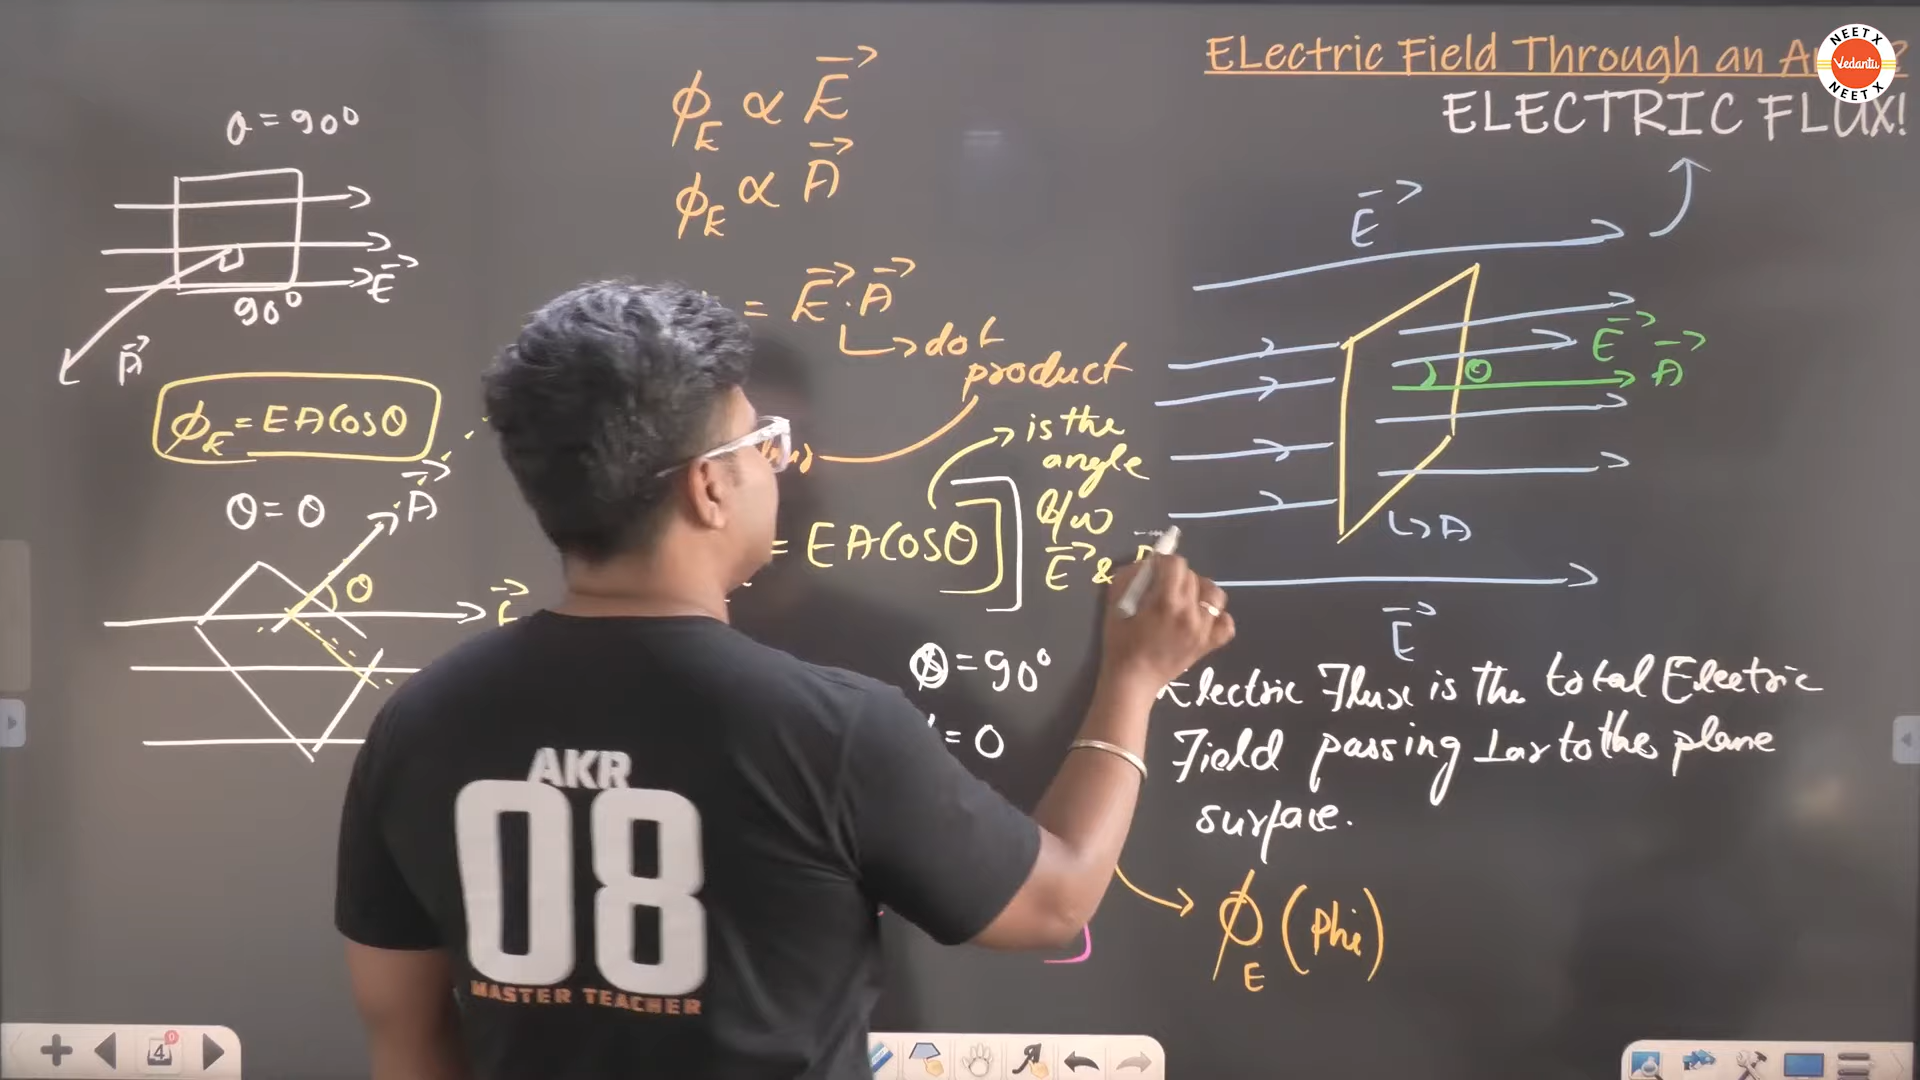 ELectric Field Through an
ELECTRIC FLUX!
NEET X
Vedantu
NEET X
θ = 90°
E
90°
A
ϕE = EACosθ
θ = θ
A
θ
ϕE ∝ E
ϕE ∝ A
= E · A
dot
product
= EACosθ
is the
angle
b/w
E &
θ = 90°
= 0
E
E
θ
A
A
E
Electric Flux is the total Electric
Field passing ⊥ar to the plane
surface.
ϕE (Phi)
AKR
08
MASTER TEACHER
4
0